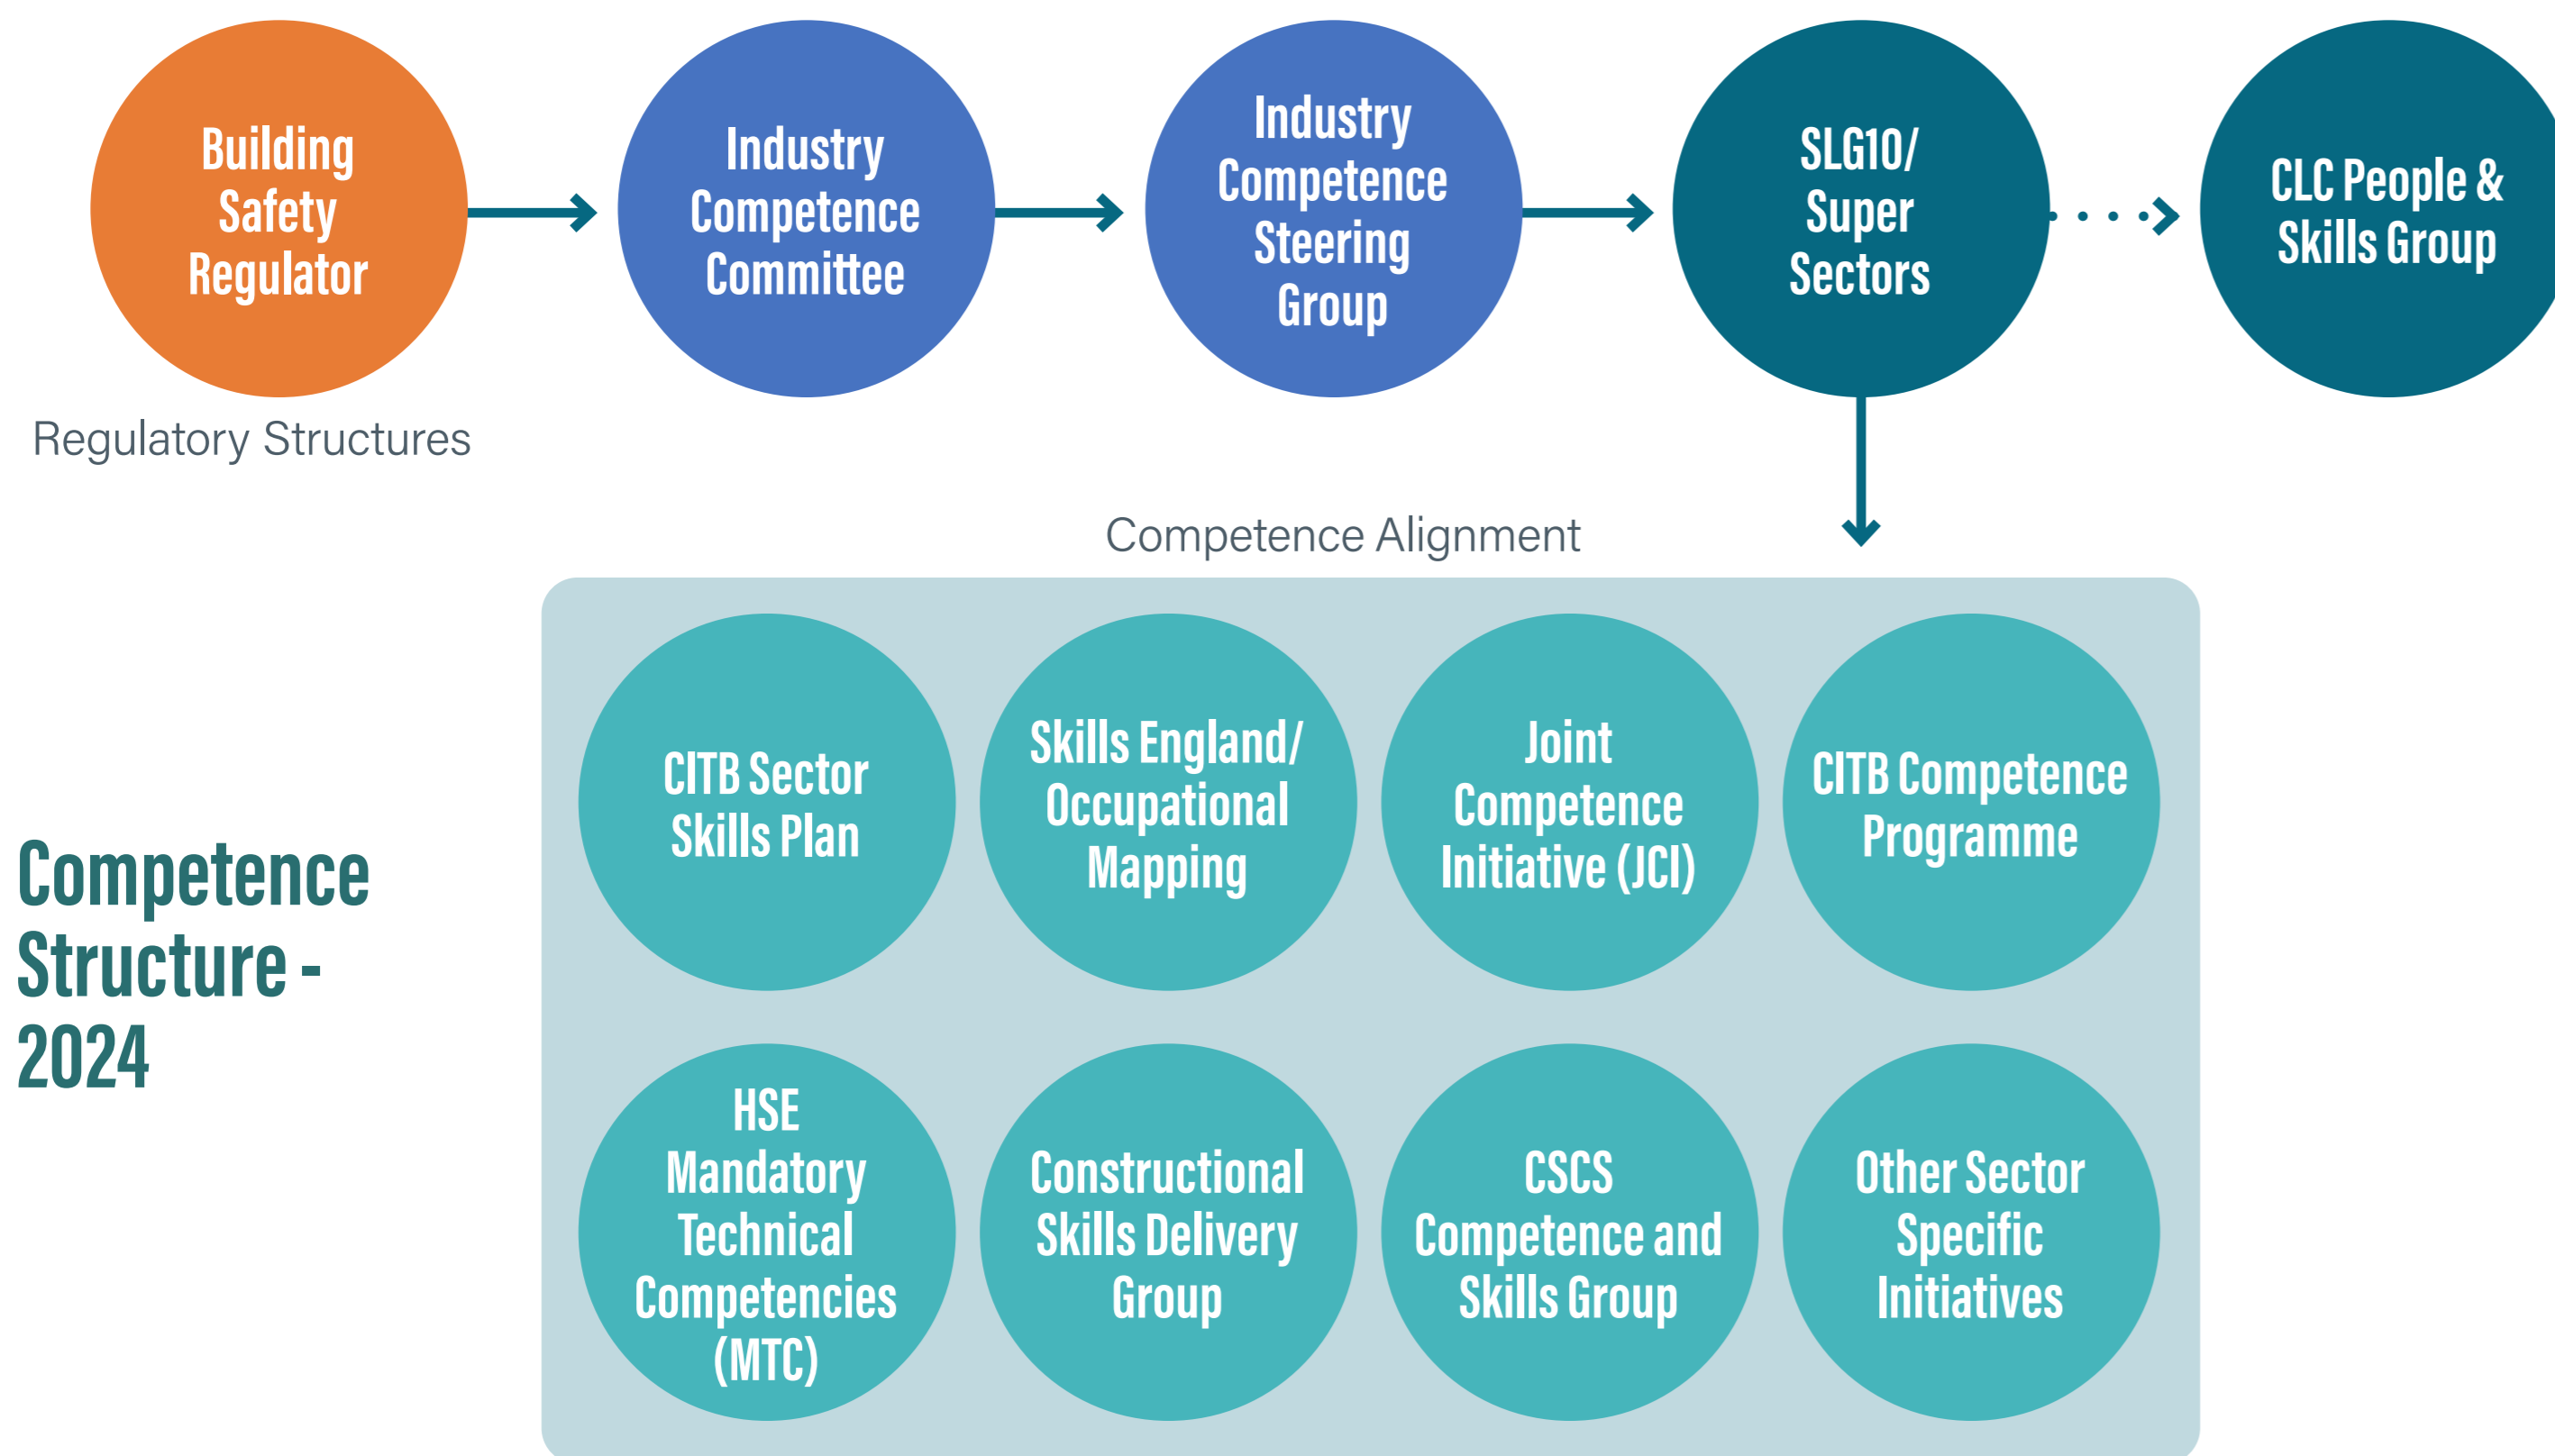 Building
Safety
Regulator
Industry
Competence
Committee
Industry
Competence
Steering
Group
SLG10/
Super
Sectors
CLC People &
Skills Group
Regulatory Structures
Competence Alignment
Competence
Structure -
2024
CITB Sector
Skills Plan
Skills England/
Occupational
Mapping
Joint
Competence
Initiative (JCI)
CITB Competence
Programme
HSE
Mandatory
Technical
Competencies
(MTC)
Constructional
Skills Delivery
Group
CSCS
Competence and
Skills Group
Other Sector
Specific
Initiatives